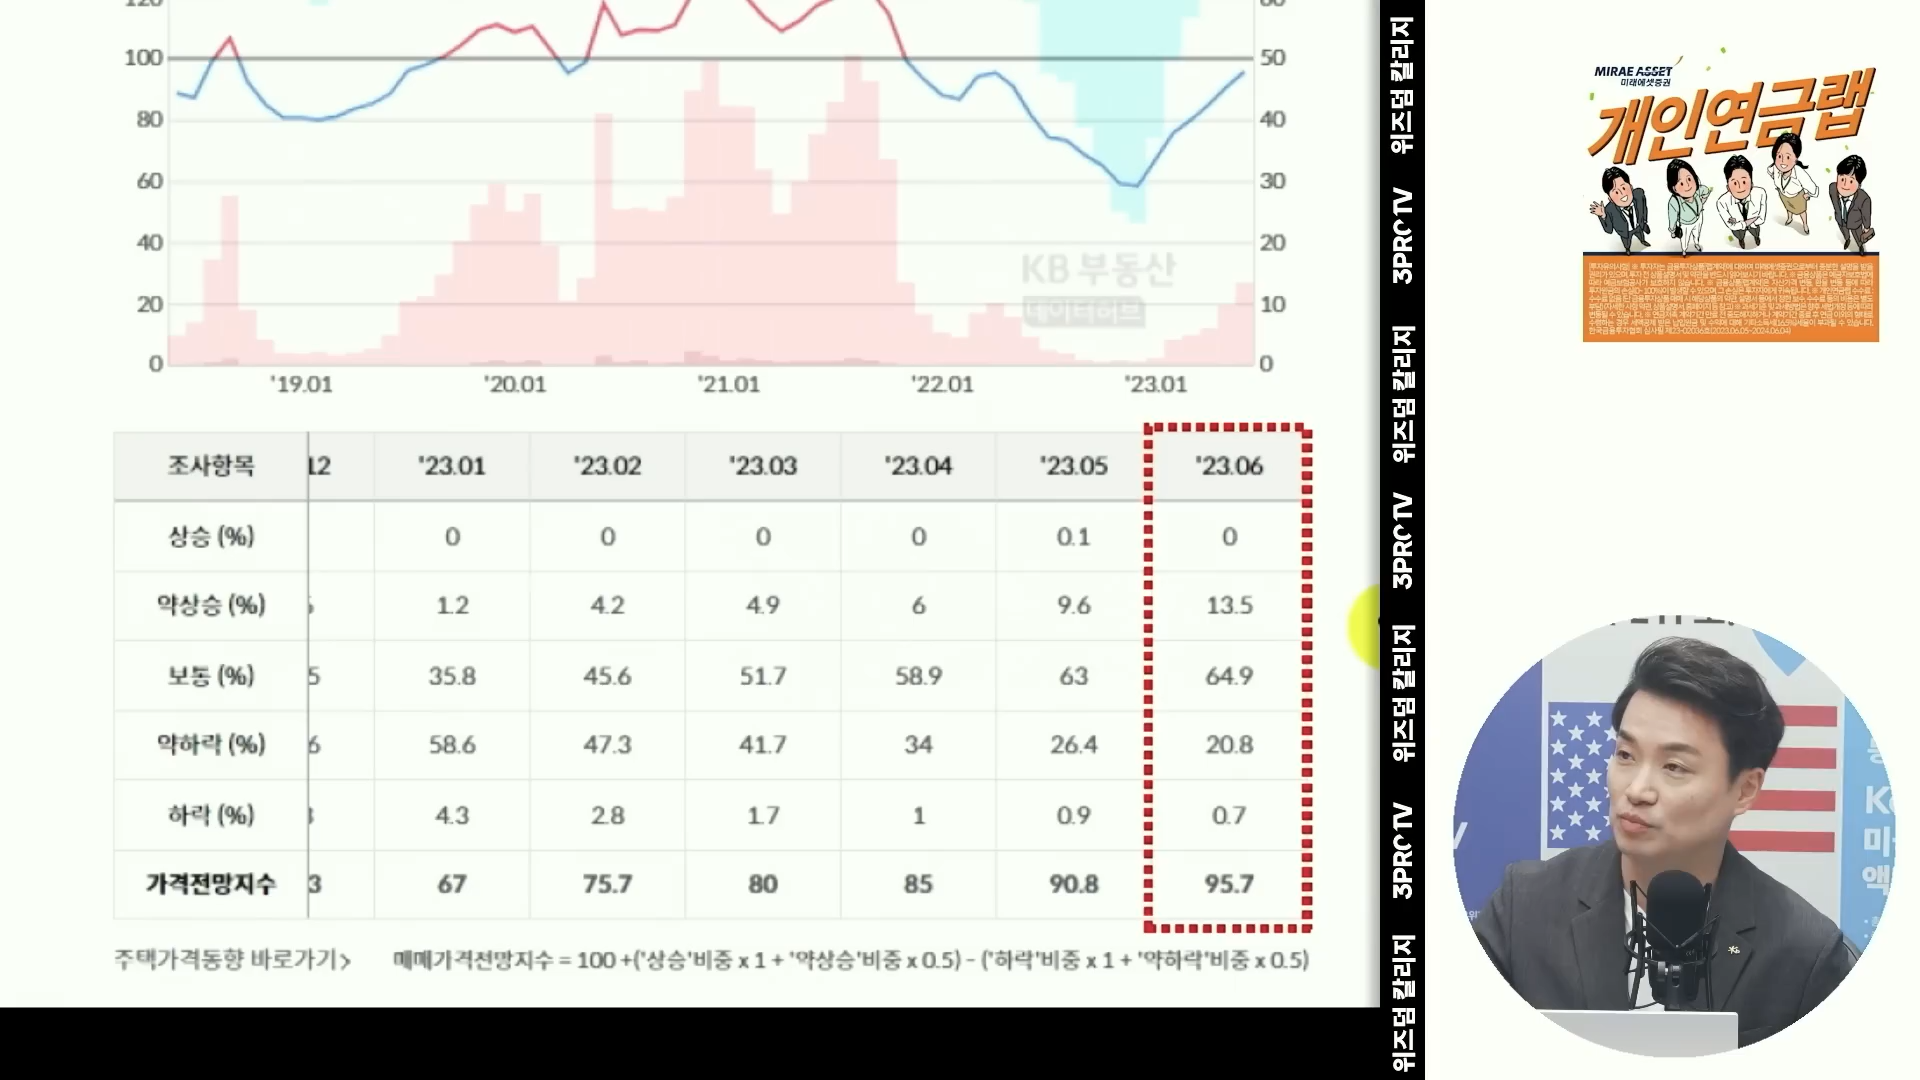 120
100
80
60
40
20
0
60
50
40
30
20
10
0
'19.01
'20.01
'21.01
'22.01
'23.01
KB 부동산
데이터허브
조사항목 12 '23.01 '23.02 '23.03 '23.04 '23.05 '23.06
상승 (%) 0 0 0 0 0.1 0
약상승 (%) 1.2 4.2 4.9 6 9.6 13.5
보통 (%) 5 35.8 45.6 51.7 58.9 63 64.9
약하락 (%) 6 58.6 47.3 41.7 34 26.4 20.8
하락 (%) 4.3 2.8 1.7 1 0.9 0.7
가격전망지수 3 67 75.7 80 85 90.8 95.7
주택가격동향 바로가기>
매매가격전망지수 = 100 +('상승'비중 x 1 + '약상승'비중 x 0.5) - ('하락'비중 x 1 + '약하락'비중 x 0.5)
위즈덤 칼리지
3PROTV
위즈덤 칼리지
3PROTV
위즈덤 칼리지
3PROTV
위즈덤 칼리지
MIRAE ASSET
미래에셋증권
개인연금랩
미
액